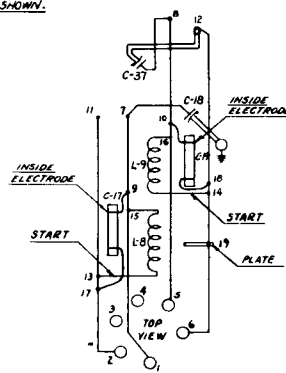 SHOWN.
8
12
C-37
C-18
INSIDE
ELECTRODE
11
7
10
16
L-9
C-19
INSIDE
ELECTRODE
C-17
9
18
14
15
START
START
L-8
19
13
PLATE
17
4
5
3
TOP
VIEW
6
2
1